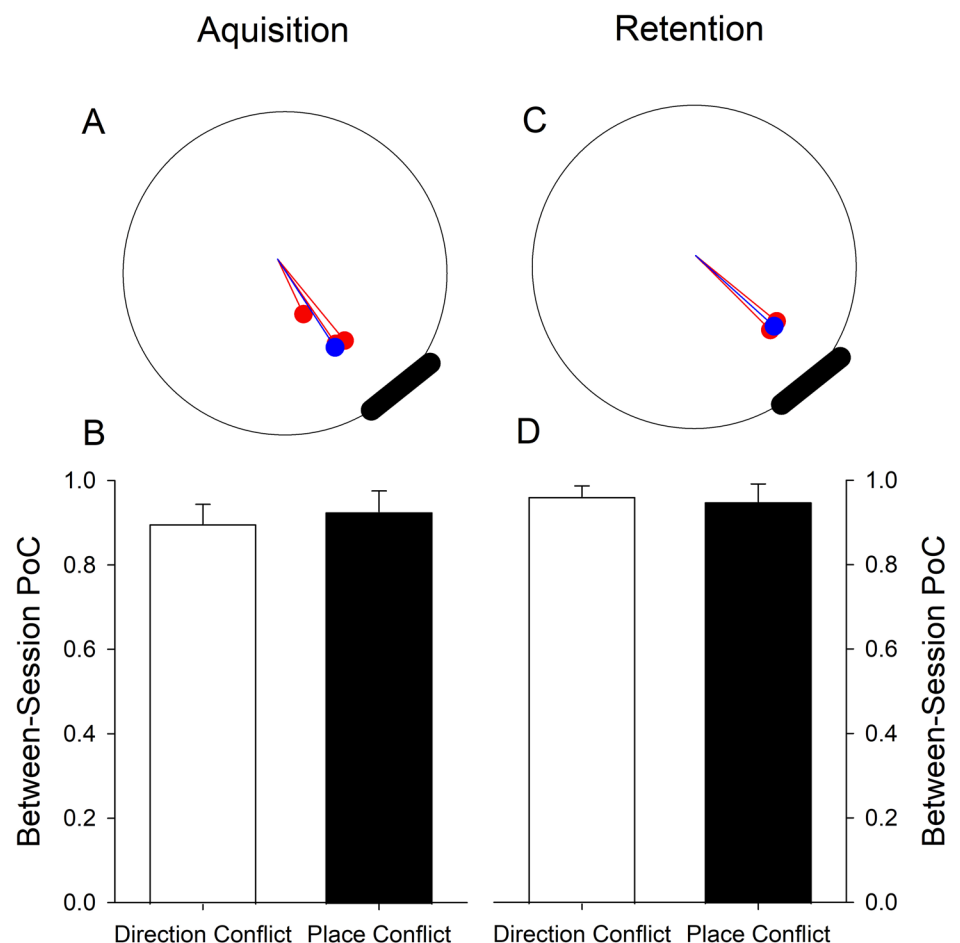 Aquisition
Retention
A
C
B
D
1.0
0.8
0.6
0.4
0.2
0.0
Between-Session PoC
Direction Conflict
Place Conflict
Direction Conflict
Place Conflict
1.0
0.8
0.6
0.4
0.2
0.0
Between-Session PoC